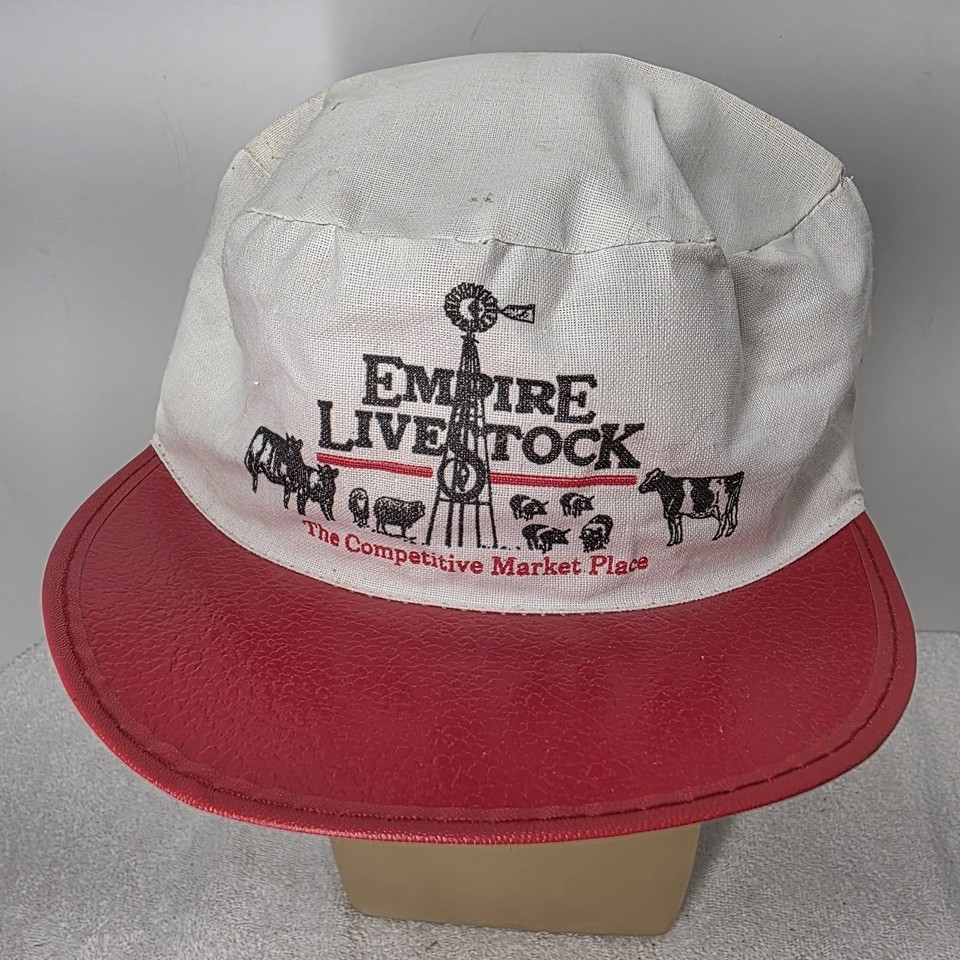 EMPIRE
LIVESTOCK
The Competitive Market Place